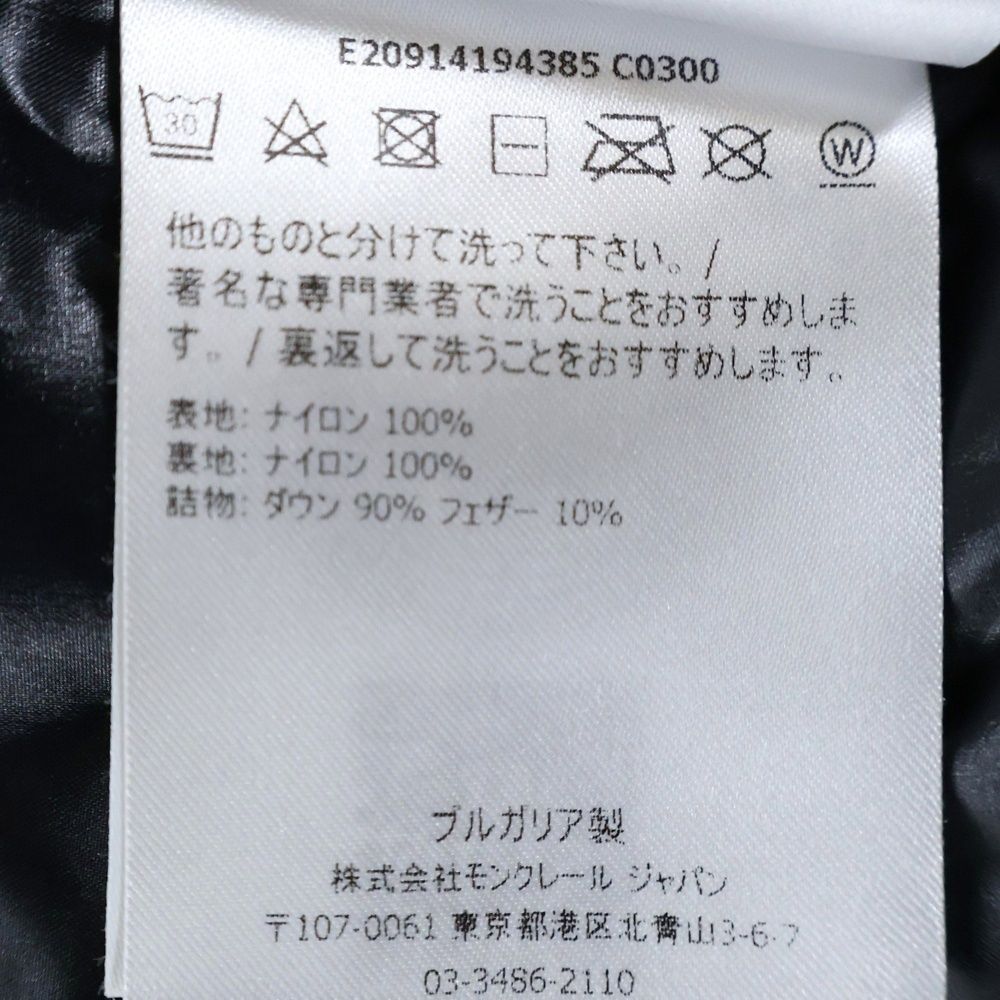 E20914194385 C0300
30
W
他のものと分けて洗って下さい。/
著名な専門業者で洗うことをおすすめしま
す。/ 裏返して洗うことをおすすめします。
表地: ナイロン 100%
裏地: ナイロン 100%
詰物: ダウン 90% フェザー 10%
ブルガリア製
株式会社モンクレール ジャパン
〒107-0061 東京都港区北青山3-6-7
03-3486-2110